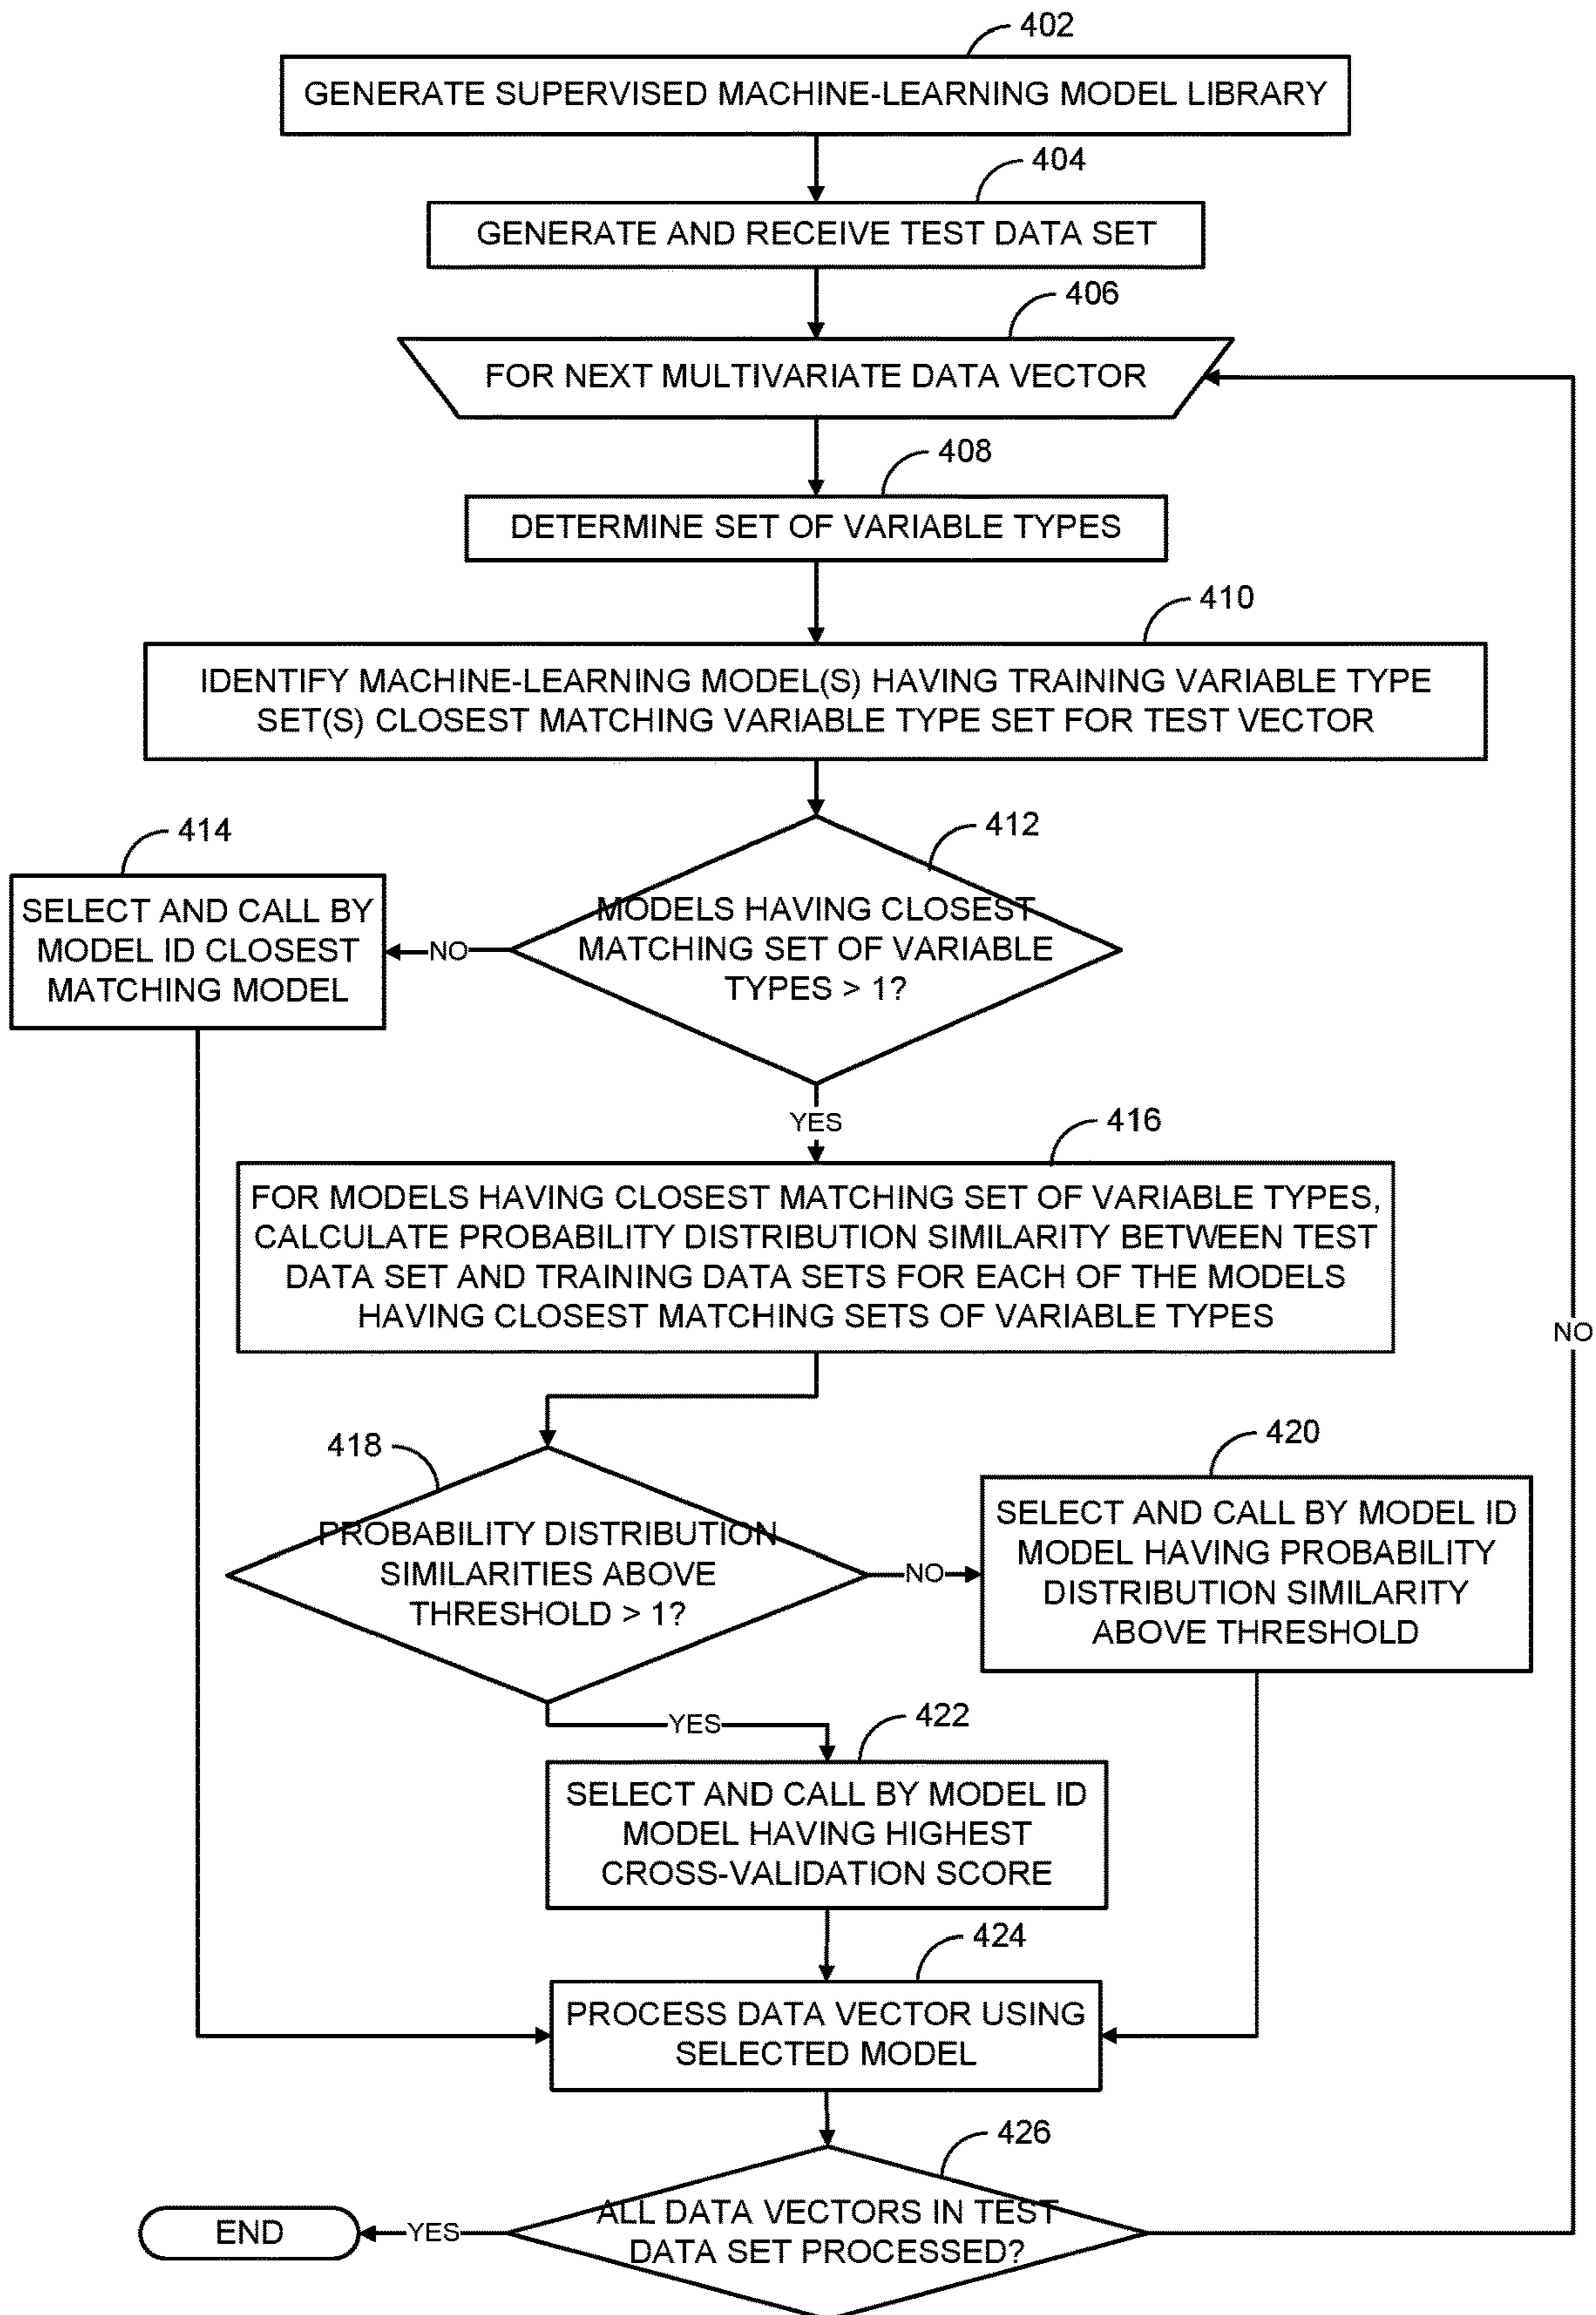 402
GENERATE SUPERVISED MACHINE-LEARNING MODEL LIBRARY
404
GENERATE AND RECEIVE TEST DATA SET
406
FOR NEXT MULTIVARIATE DATA VECTOR
408
DETERMINE SET OF VARIABLE TYPES
410
IDENTIFY MACHINE-LEARNING MODEL(S) HAVING TRAINING VARIABLE TYPE
SET(S) CLOSEST MATCHING VARIABLE TYPE SET FOR TEST VECTOR
412
MODELS HAVING CLOSEST
MATCHING SET OF VARIABLE
TYPES > 1?
NO
414
SELECT AND CALL BY
MODEL ID CLOSEST
MATCHING MODEL
YES
416
FOR MODELS HAVING CLOSEST MATCHING SET OF VARIABLE TYPES,
CALCULATE PROBABILITY DISTRIBUTION SIMILARITY BETWEEN TEST
DATA SET AND TRAINING DATA SETS FOR EACH OF THE MODELS
HAVING CLOSEST MATCHING SETS OF VARIABLE TYPES
NO
418
PROBABILITY DISTRIBUTION
SIMILARITIES ABOVE
THRESHOLD > 1?
NO
420
SELECT AND CALL BY MODEL ID
MODEL HAVING PROBABILITY
DISTRIBUTION SIMILARITY
ABOVE THRESHOLD
YES
422
SELECT AND CALL BY MODEL ID
MODEL HAVING HIGHEST
CROSS-VALIDATION SCORE
424
PROCESS DATA VECTOR USING
SELECTED MODEL
426
ALL DATA VECTORS IN TEST
DATA SET PROCESSED?
YES
END